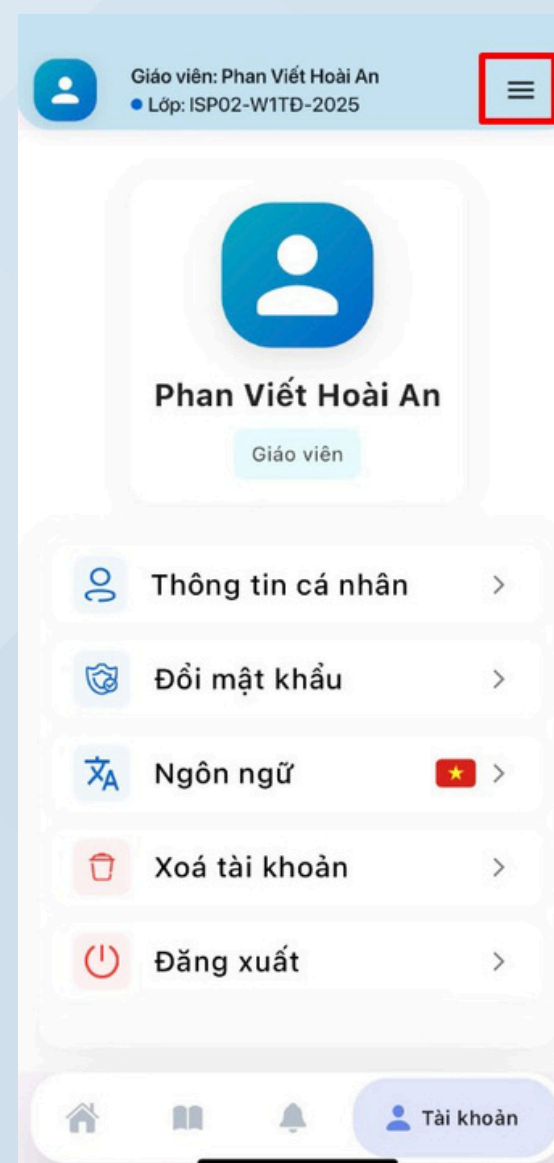 Giáo viên: Phan Viết Hoài An
Lớp: ISP02-W1TĐ-2025
Phan Viết Hoài An
Giáo viên
Thông tin cá nhân
Đổi mật khẩu
Ngôn ngữ
Xoá tài khoản
Đăng xuất
Tài khoản